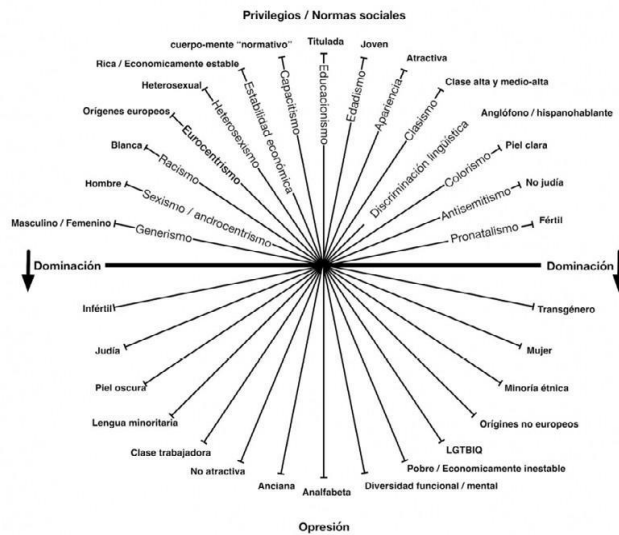 Privilegios / Normas sociales
cuerpo-mente "normativo"
Titulada
Joven
Rica / Economicamente estable
Atractiva
Heterosexual
Clase alta y medio-alta
Orígenes europeos
Anglófono / hispanohablante
Blanca
Piel clara
Hombre
No judía
Masculino / Femenino
Fértil
Generismo
Sexismo / androcentrismo
Racismo
Eurocentrismo
Heterosexismo
Estabilidad económica
Capacitismo
Educacionismo
Edadismo
Apariencia
Clasismo
Discriminación lingüística
Colorismo
Antisemitismo
Pronatalismo
Dominación
Dominación
Infértil
Transgénero
Judía
Mujer
Piel oscura
Minoría étnica
Lengua minoritaria
Orígines no europeos
Clase trabajadora
LGTBIQ
No atractiva
Pobre / Economicamente inestable
Anciana
Analfabeta
Diversidad funcional / mental
Opresión